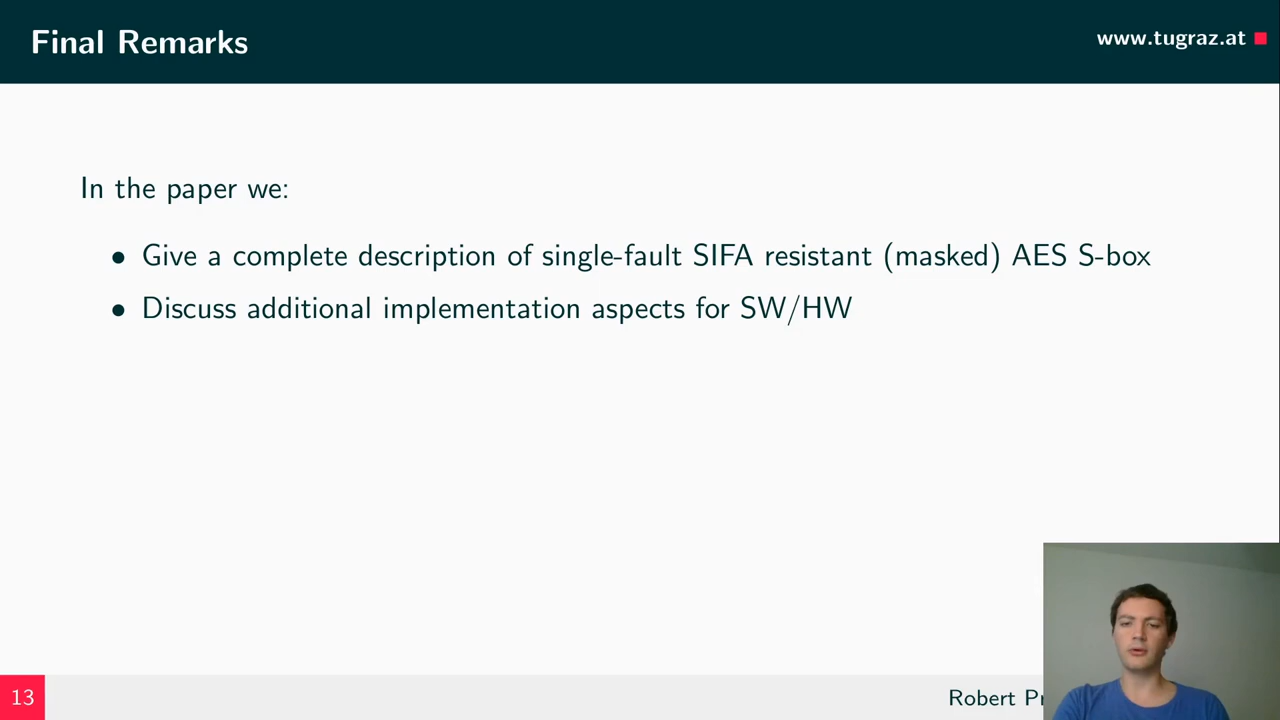 Final Remarks
www.tugraz.at
In the paper we:
• Give a complete description of single-fault SIFA resistant (masked) AES S-box
• Discuss additional implementation aspects for SW/HW
13
Robert